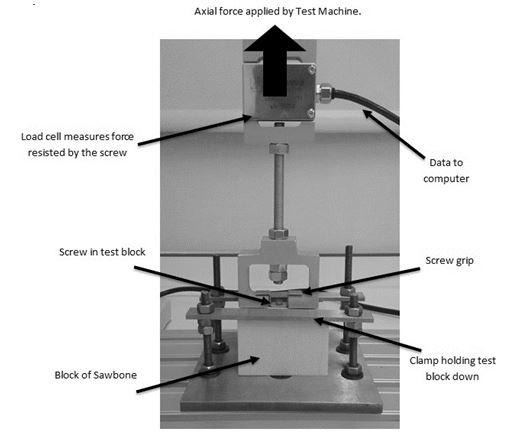 Axial force applied by Test Machine.
Load cell measures force
resisted by the screw
Data to
computer
Screw in test block
Screw grip
Block of Sawbone
Clamp holding test
block down